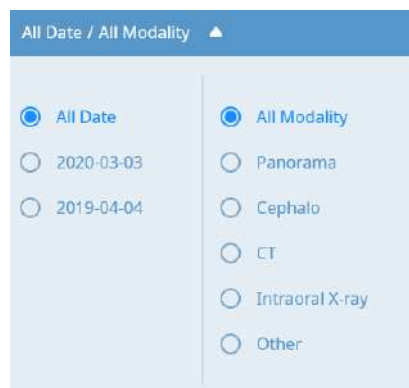 All Date / All Modality
All Date
2020-03-03
2019-04-04
All Modality
Panorama
Cephalo
CT
Intraoral X-ray
Other